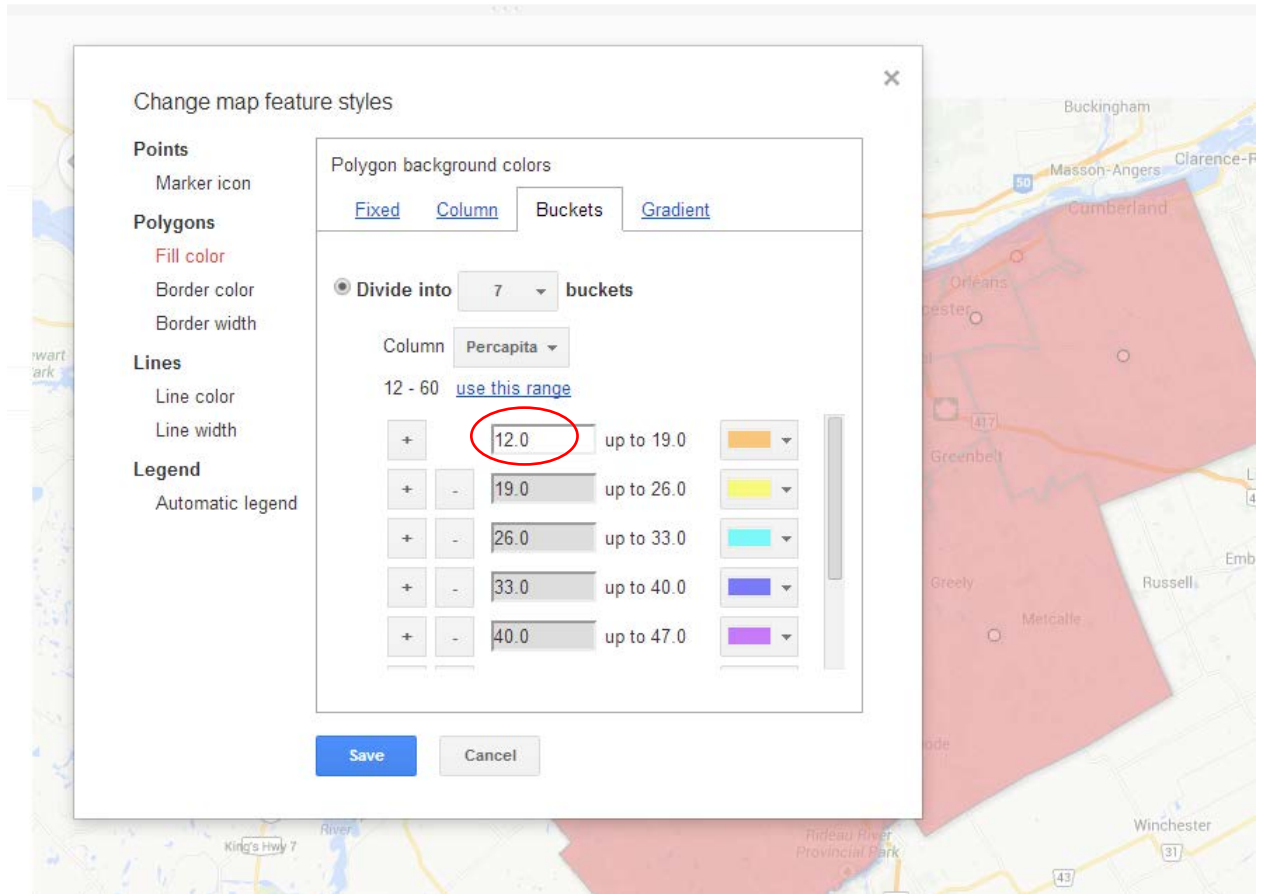 Change map feature styles
Points
Marker icon
Polygons
Fill color
Border color
Border width
Lines
Line color
Line width
Legend
Automatic legend
Polygon background colors
Fixed Column Buckets Gradient
Divide into 7 buckets
Column Percapita
12 - 60 use this range
+ 12.0 up to 19.0
+ - 19.0 up to 26.0
+ - 26.0 up to 33.0
+ - 33.0 up to 40.0
+ - 40.0 up to 47.0
Save Cancel
Buckingham
Clarence-R
Masson-Angers
50
Cumberland
Orléans
cester
417
Greenbelt
Emb
Greely
Russell
Metcalfe
ode
Winchester
31
43
Rideau River
Provincial Park
River
King's Hwy 7
ewart
ark